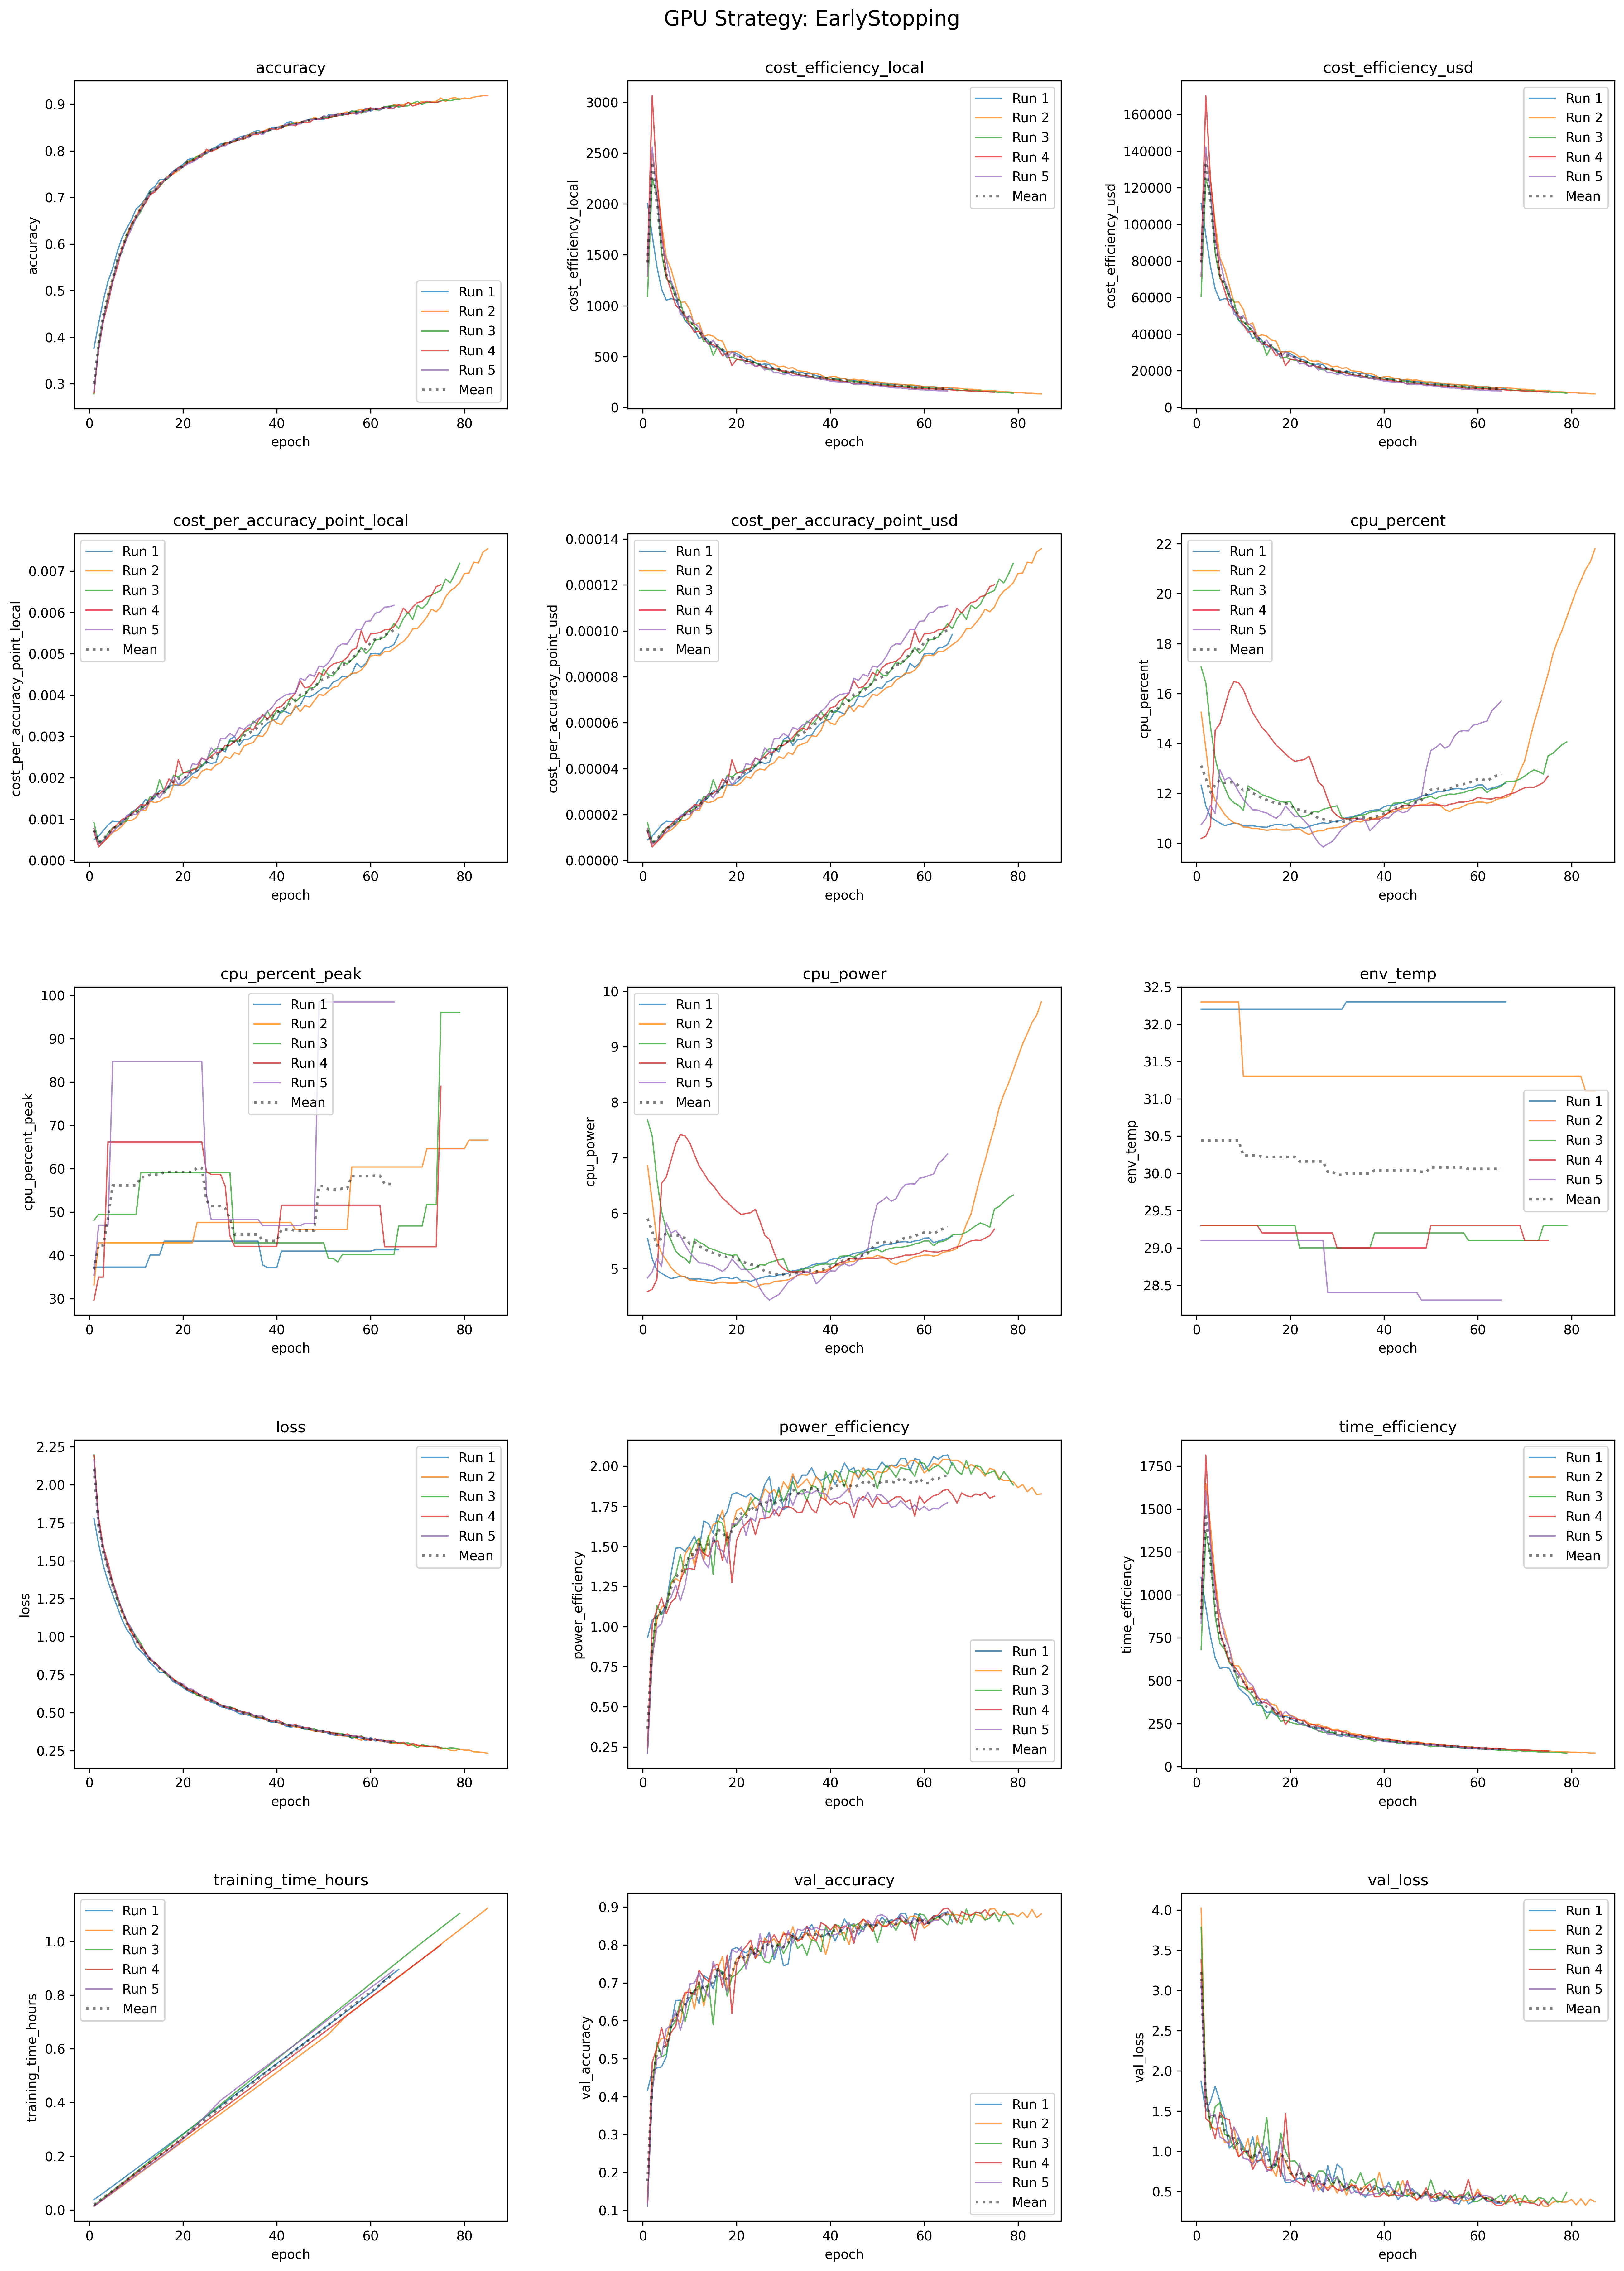 GPU Strategy: EarlyStopping
accuracy
accuracy
0.9
0.8
0.7
0.6
0.5
0.4
0.3
0 20 40 60 80
epoch
Run 1
Run 2
Run 3
Run 4
Run 5
Mean
cost_efficiency_local
cost_efficiency_local
3000
2500
2000
1500
1000
500
0
0 20 40 60 80
epoch
Run 1
Run 2
Run 3
Run 4
Run 5
Mean
cost_efficiency_usd
cost_efficiency_usd
160000
140000
120000
100000
80000
60000
40000
20000
0
0 20 40 60 80
epoch
Run 1
Run 2
Run 3
Run 4
Run 5
Mean
cost_per_accuracy_point_local
cost_per_accuracy_point_local
0.007
0.006
0.005
0.004
0.003
0.002
0.001
0.000
0 20 40 60 80
epoch
Run 1
Run 2
Run 3
Run 4
Run 5
Mean
cost_per_accuracy_point_usd
cost_per_accuracy_point_usd
0.00014
0.00012
0.00010
0.00008
0.00006
0.00004
0.00002
0.00000
0 20 40 60 80
epoch
Run 1
Run 2
Run 3
Run 4
Run 5
Mean
cpu_percent
cpu_percent
22
20
18
16
14
12
10
0 20 40 60 80
epoch
Run 1
Run 2
Run 3
Run 4
Run 5
Mean
cpu_percent_peak
cpu_percent_peak
100
90
80
70
60
50
40
30
0 20 40 60 80
epoch
Run 1
Run 2
Run 3
Run 4
Run 5
Mean
cpu_power
cpu_power
10
9
8
7
6
5
0 20 40 60 80
epoch
Run 1
Run 2
Run 3
Run 4
Run 5
Mean
env_temp
env_temp
32.5
32.0
31.5
31.0
30.5
30.0
29.5
29.0
28.5
0 20 40 60 80
epoch
Run 1
Run 2
Run 3
Run 4
Run 5
Mean
loss
loss
2.25
2.00
1.75
1.50
1.25
1.00
0.75
0.50
0.25
0 20 40 60 80
epoch
Run 1
Run 2
Run 3
Run 4
Run 5
Mean
power_efficiency
power_efficiency
2.00
1.75
1.50
1.25
1.00
0.75
0.50
0.25
0 20 40 60 80
epoch
Run 1
Run 2
Run 3
Run 4
Run 5
Mean
time_efficiency
time_efficiency
1750
1500
1250
1000
750
500
250
0
0 20 40 60 80
epoch
Run 1
Run 2
Run 3
Run 4
Run 5
Mean
training_time_hours
training_time_hours
1.0
0.8
0.6
0.4
0.2
0.0
0 20 40 60 80
epoch
Run 1
Run 2
Run 3
Run 4
Run 5
Mean
val_accuracy
val_accuracy
0.9
0.8
0.7
0.6
0.5
0.4
0.3
0.2
0.1
0 20 40 60 80
epoch
Run 1
Run 2
Run 3
Run 4
Run 5
Mean
val_loss
val_loss
4.0
3.5
3.0
2.5
2.0
1.5
1.0
0.5
0 20 40 60 80
epoch
Run 1
Run 2
Run 3
Run 4
Run 5
Mean